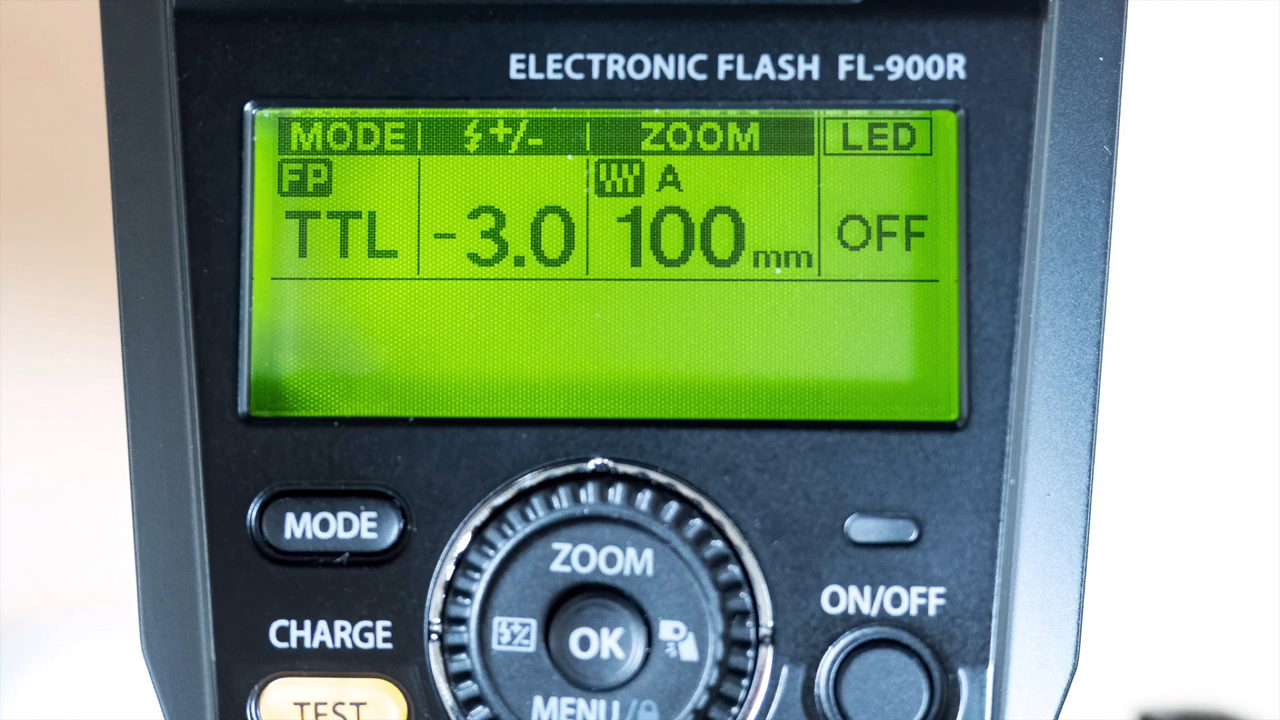 ELECTRONIC FLASH FL-900R
MODE +/- ZOOM LED
FP A
TTL -3.0 100mm OFF
MODE
ZOOM
ON/OFF
CHARGE
OK
TEST
MENU/